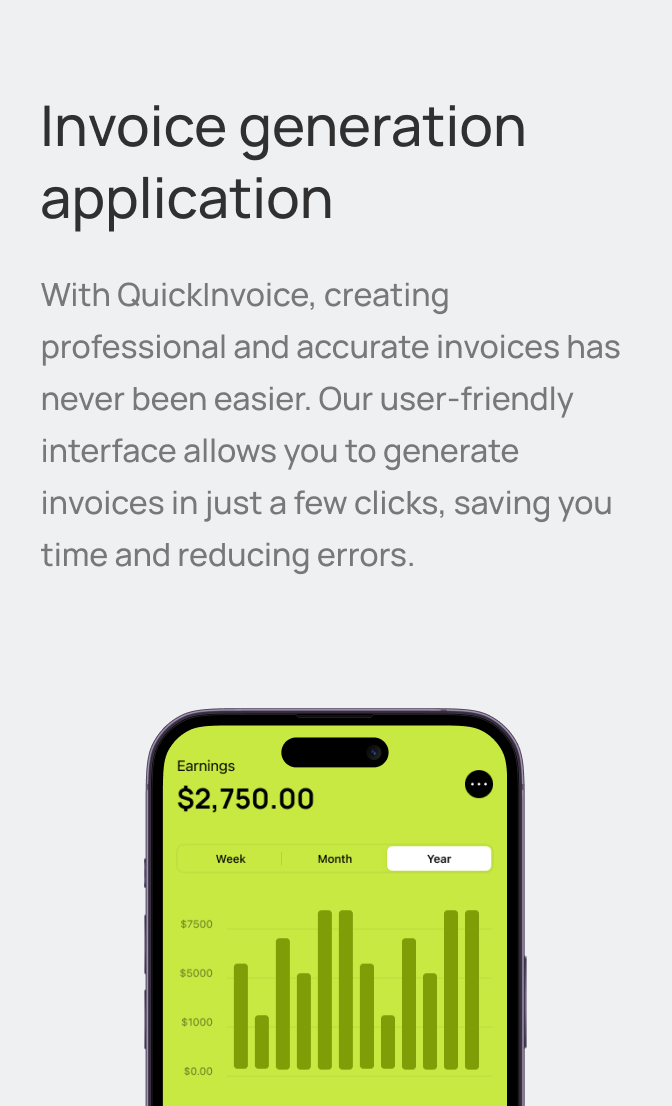 Invoice generation
application
With QuickInvoice, creating
professional and accurate invoices has
never been easier. Our user-friendly
interface allows you to generate
invoices in just a few clicks, saving you
time and reducing errors.
Earnings
$2,750.00
Week Month Year
$7500
$5000
$1000
$0.00